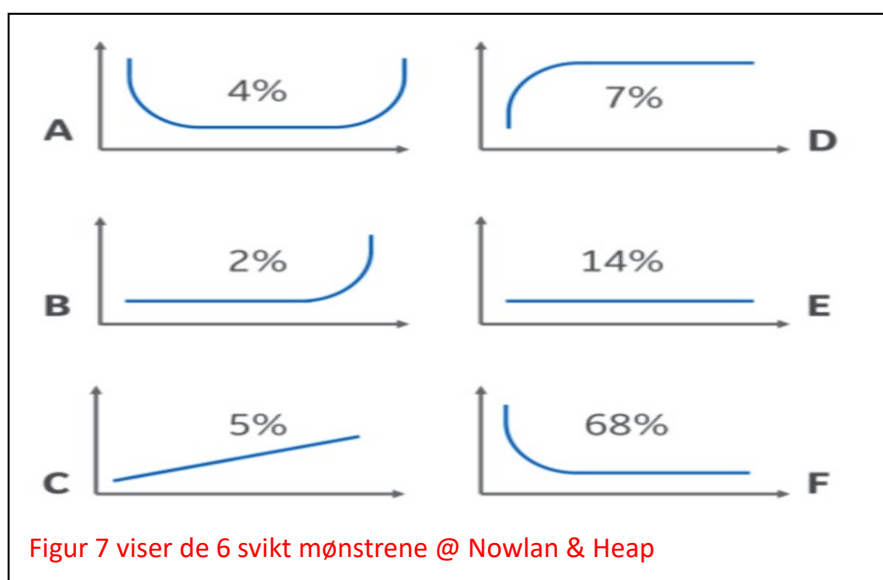 A
4%
7%
D
B
2%
14%
E
C
5%
68%
F
Figur 7 viser de 6 svikt mønstrene @ Nowlan & Heap